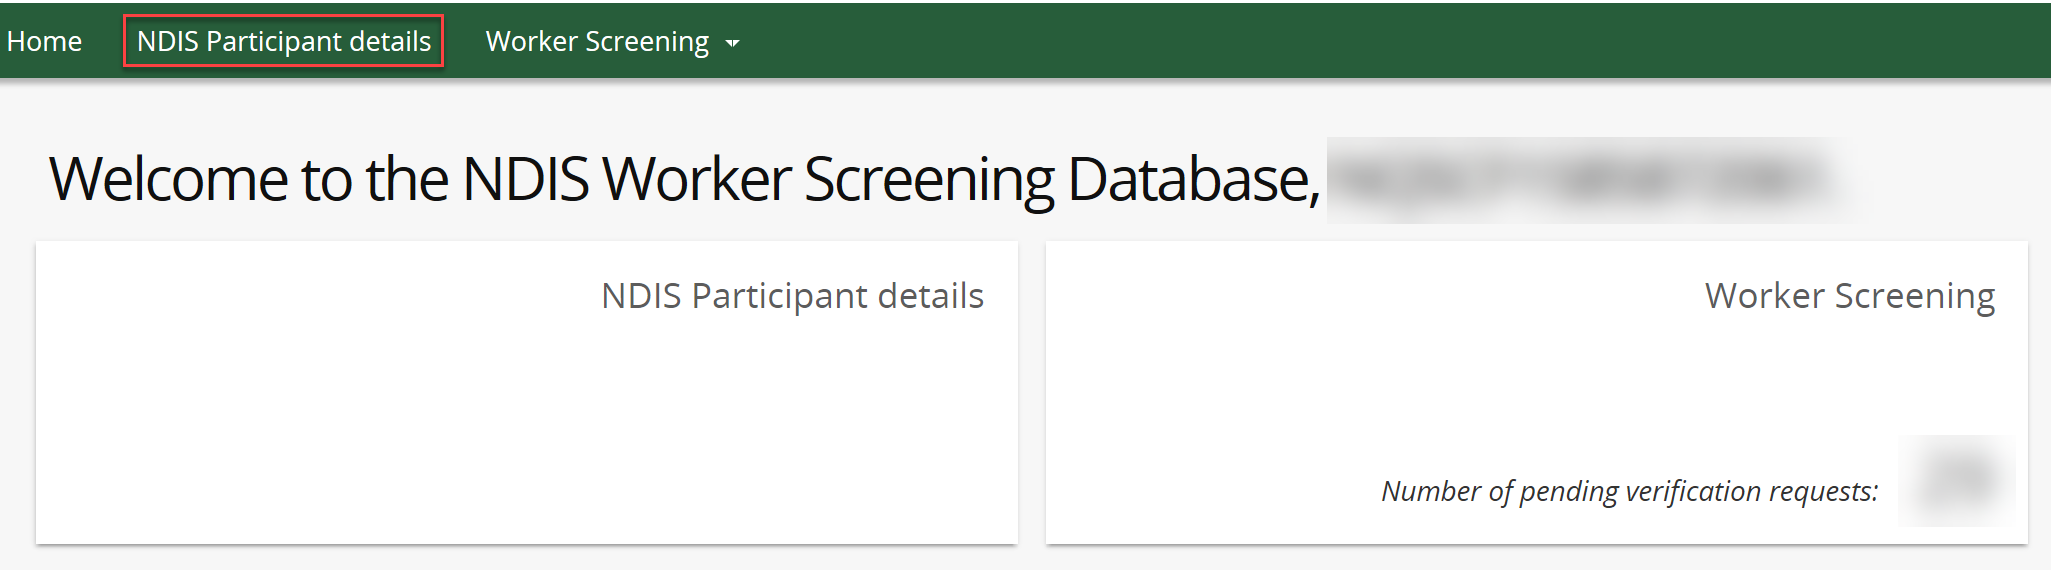 Home NDIS Participant details Worker Screening
Welcome to the NDIS Worker Screening Database,
NDIS Participant details
Worker Screening
Number of pending verification requests: